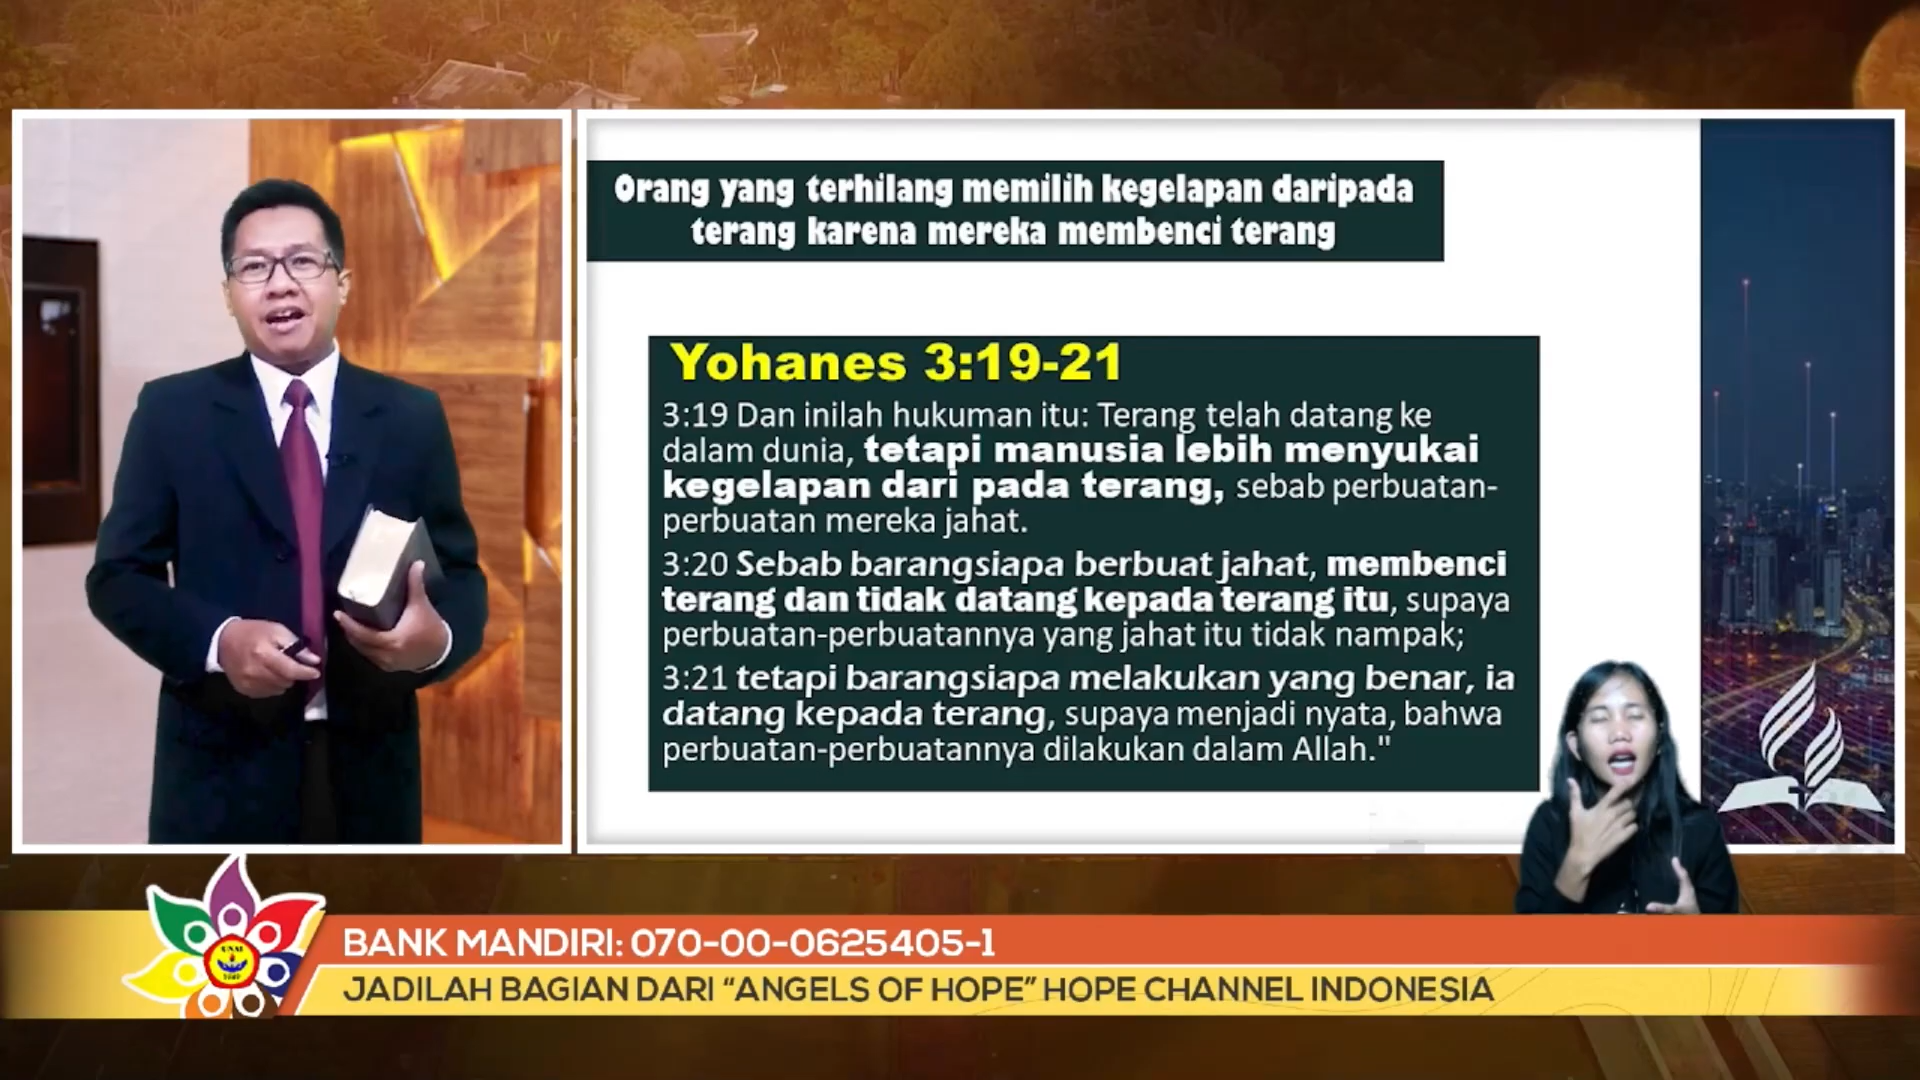 Orang yang terhilang memilih kegelapan daripada
terang karena mereka membenci terang
Yohanes 3:19-21
3:19 Dan inilah hukuman itu: Terang telah datang ke
dalam dunia, tetapi manusia lebih menyukai
kegelapan dari pada terang, sebab perbuatan-
perbuatan mereka jahat.
3:20 Sebab barangsiapa berbuat jahat, membenci
terang dan tidak datang kepada terang itu, supaya
perbuatan-perbuatannya yang jahat itu tidak nampak;
3:21 tetapi barangsiapa melakukan yang benar, ia
datang kepada terang, supaya menjadi nyata, bahwa
perbuatan-perbuatannya dilakukan dalam Allah."
UNAI
BANK MANDIRI: 070-00-0625405-1
JADILAH BAGIAN DARI “ANGELS OF HOPE” HOPE CHANNEL INDONESIA